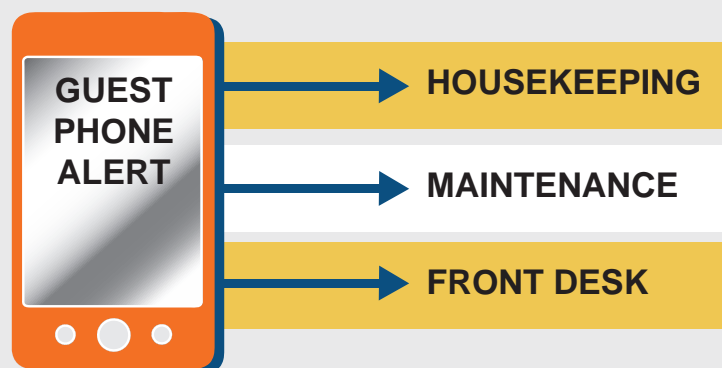 GUEST
PHONE
ALERT
HOUSEKEEPING
MAINTENANCE
FRONT DESK